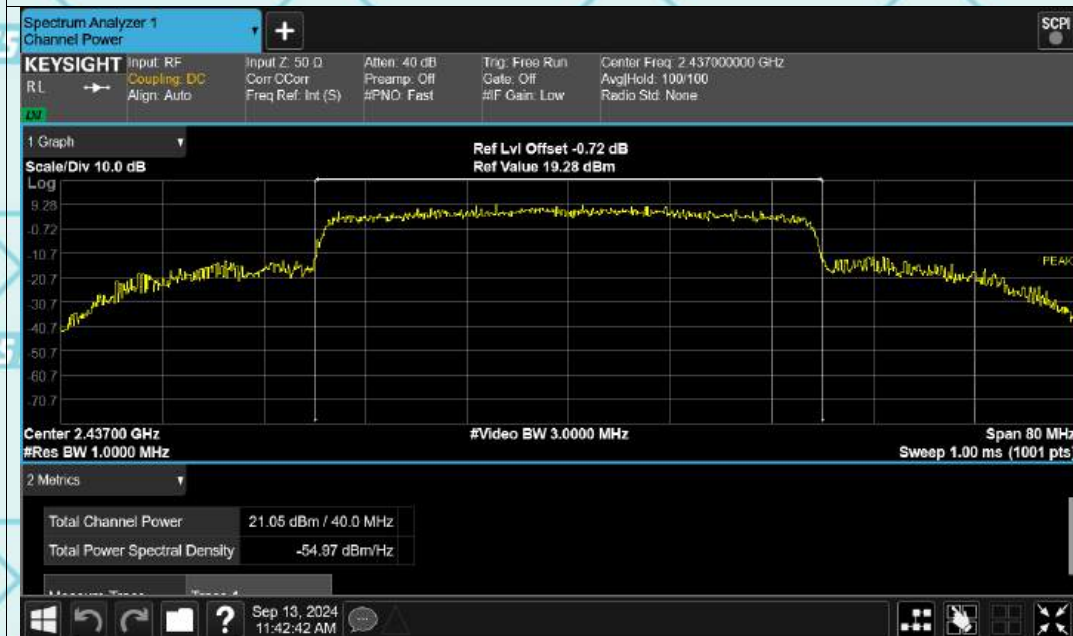 Spectrum Analyzer 1
Channel Power
+
SCPI
KEYSIGHT
RL
Input: RF
Coupling: DC
Align: Auto
Input Z: 50 Ω
Corr CCorr
Freq Ref: Int (S)
Atten: 40 dB
Preamp: Off
#PNO: Fast
Trig: Free Run
Gate: Off
#IF Gain: Low
Center Freq: 2.437000000 GHz
Avg|Hold: 100/100
Radio Std: None
1 Graph
Scale/Div 10.0 dB
Ref Lvl Offset -0.72 dB
Ref Value 19.28 dBm
Log
9.28
-0.72
-10.7
-20.7
-30.7
-40.7
-50.7
-60.7
-70.7
PEAK
Center 2.43700 GHz
#Video BW 3.0000 MHz
Span 80 MHz
#Res BW 1.0000 MHz
Sweep 1.00 ms (1001 pts)
2 Metrics
Total Channel Power 21.05 dBm / 40.0 MHz
Total Power Spectral Density -54.97 dBm/Hz
?
Sep 13, 2024
11:42:42 AM